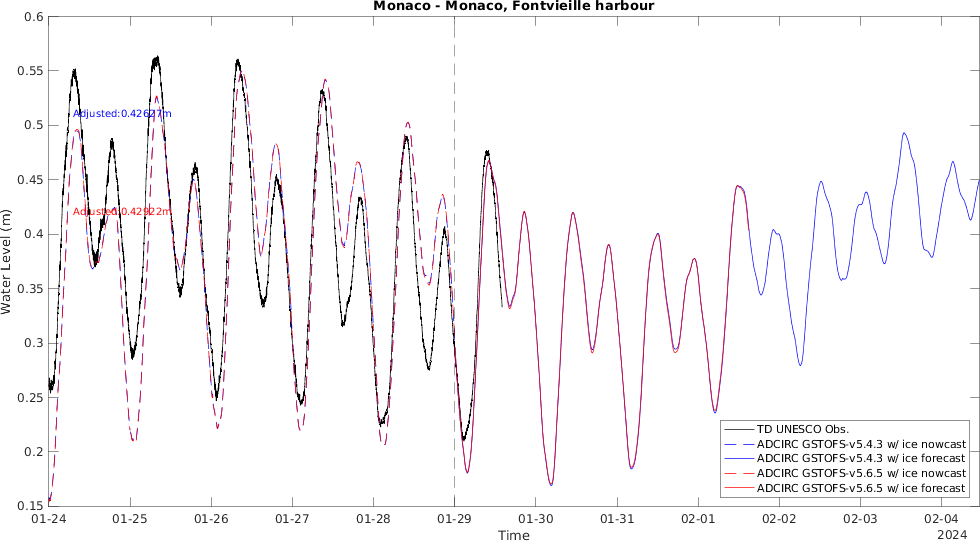 Monaco - Monaco, Fontvieille harbour
0.6
0.55
0.5
0.45
0.4
0.35
0.3
0.25
0.2
0.15
Water Level (m)
Adjusted:0.42627m
Adjusted:0.42922m
TD UNESCO Obs.
ADCIRC GSTOFS-v5.4.3 w/ ice nowcast
ADCIRC GSTOFS-v5.4.3 w/ ice forecast
ADCIRC GSTOFS-v5.6.5 w/ ice nowcast
ADCIRC GSTOFS-v5.6.5 w/ ice forecast
01-24 01-25 01-26 01-27 01-28 01-29 01-30 01-31 02-01 02-02 02-03 02-04
Time
2024